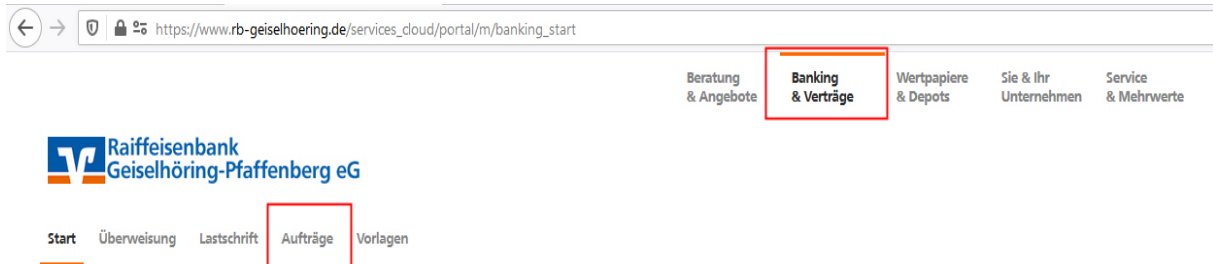 https://www.rb-geiselhoering.de/services_cloud/portal/m/banking_start
Beratung
& Angebote
Banking
& Verträge
Wertpapiere
& Depots
Sie & Ihr
Unternehmen
Service
& Mehrwerte
Raiffeisenbank
Geiselhöring-Pfaffenberg eG
Start Überweisung Lastschrift Aufträge Vorlagen